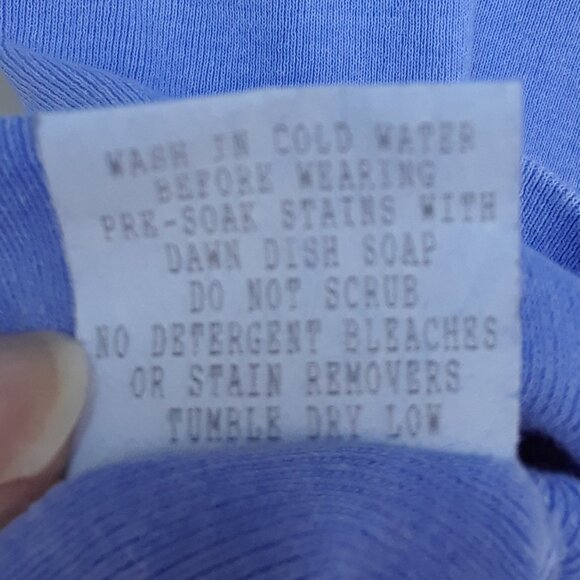 WASH IN COLD WATER
BEFORE WEARING
PRE-SOAK STAINS WITH
DAWN DISH SOAP
DO NOT SCRUB
NO DETERGENT BLEACHES
OR STAIN REMOVERS
TUMBLE DRY LOW